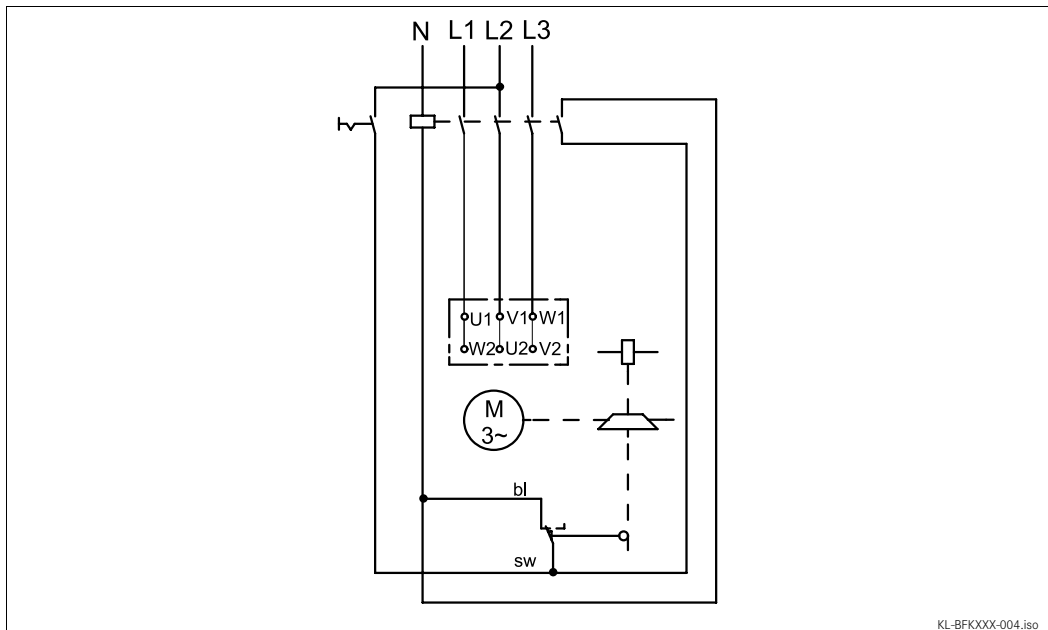 N L1 L2 L3
U1 V1 W1
W2 U2 V2
M
3~
bl
sw
KL-BFKXXX-004.iso